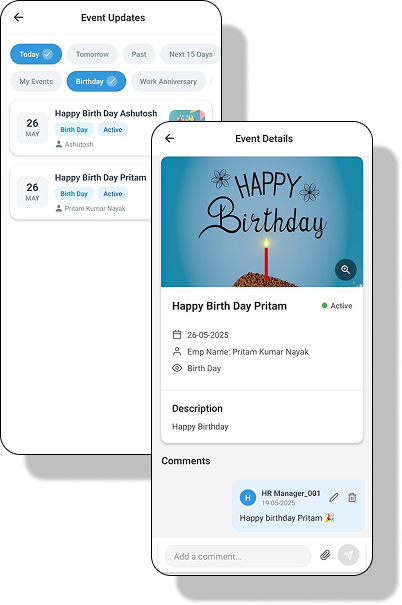 Event Updates
Today
Tomorrow
Past
Next 15 Days
My Events
Birthday
Work Anniversary
26
MAY
Happy Birth Day Ashutosh
Birth Day
Active
Ashutosh
26
MAY
Happy Birth Day Pritam
Birth Day
Active
Pritam Kumar Nayak
Event Details
HAPPY
Birthday
Happy Birth Day Pritam
Active
26-05-2025
Emp Name: Pritam Kumar Nayak
Birth Day
Description
Happy Birthday
Comments
H
HR Manager_001
19-05-2025
Happy birthday Pritam 🎉
Add a comment...